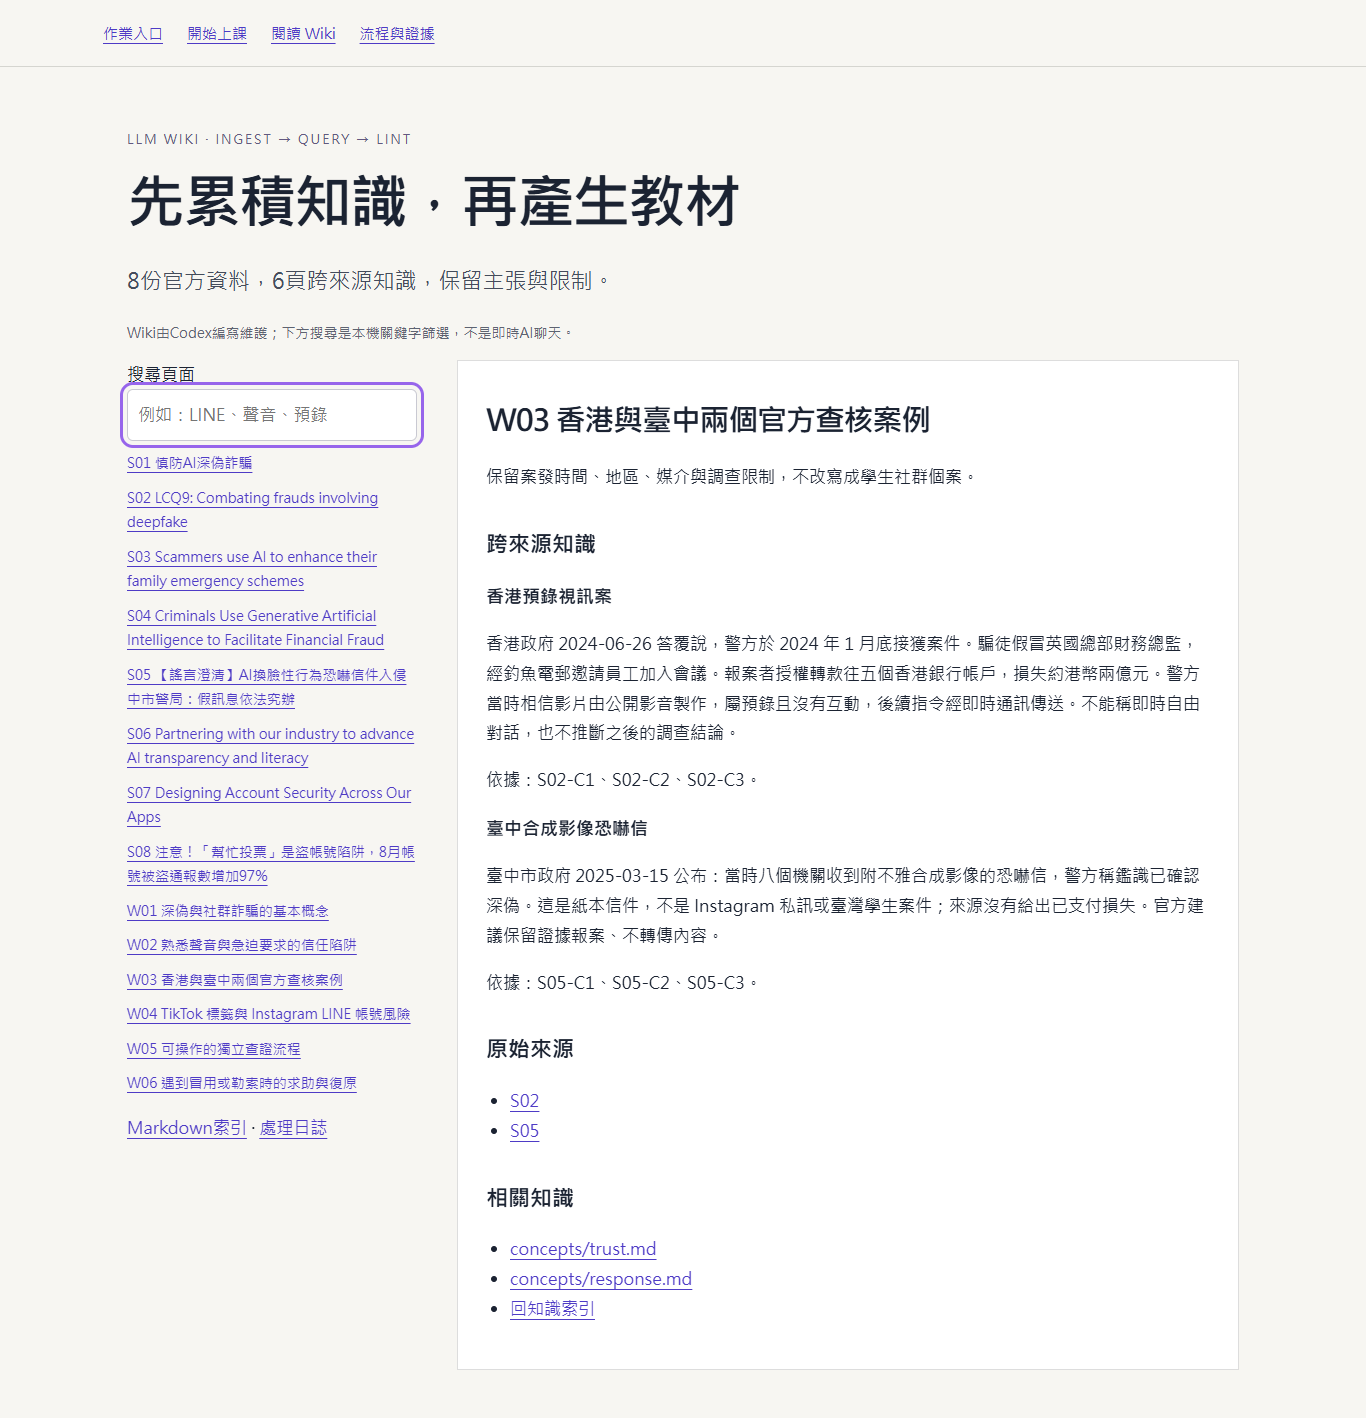 作業入口 開始上課 閱讀 Wiki 流程與證據
LLM WIKI · INGEST → QUERY → LINT
先累積知識，再產生教材
8份官方資料，6頁跨來源知識，保留主張與限制。
Wiki由Codex編寫維護；下方搜尋是本機關鍵字篩選，不是即時AI聊天。
搜尋頁面
例如：LINE、聲音、預錄
S01 慎防AI深偽詐騙
S02 LCQ9: Combating frauds involving
deepfake
S03 Scammers use AI to enhance their
family emergency schemes
S04 Criminals Use Generative Artificial
Intelligence to Facilitate Financial Fraud
S05 【謠言澄清】AI換臉性行為恐嚇信件入侵
中市警局：假訊息依法究辦
S06 Partnering with our industry to advance
AI transparency and literacy
S07 Designing Account Security Across Our
Apps
S08 注意！「幫忙投票」是盜帳號陷阱，8月帳
號被盜通報數增加97%
W01 深偽與社群詐騙的基本概念
W02 熟悉聲音與急迫要求的信任陷阱
W03 香港與臺中兩個官方查核案例
W04 TikTok 標籤與 Instagram LINE 帳號風險
W05 可操作的獨立查證流程
W06 遇到冒用或勒索時的求助與復原
Markdown索引 · 處理日誌
W03 香港與臺中兩個官方查核案例
保留案發時間、地區、媒介與調查限制，不改寫成學生社群個案。
跨來源知識
香港預錄視訊案
香港政府 2024-06-26 答覆說，警方於 2024 年 1 月底接獲案件。騙徒假冒英國總部財務總監，
經釣魚電郵邀請員工加入會議。報案者授權轉款往五個香港銀行帳戶，損失約港幣兩億元。警方
當時相信影片由公開影音製作，屬預錄且沒有互動，後續指令經即時通訊傳送。不能稱即時自由
對話，也不推斷之後的調查結論。
依據：S02-C1、S02-C2、S02-C3。
臺中合成影像恐嚇信
臺中市政府 2025-03-15 公布：當時八個機關收到附不雅合成影像的恐嚇信，警方稱鑑識已確認
深偽。這是紙本信件，不是 Instagram 私訊或臺灣學生案件；來源沒有給出已支付損失。官方建
議保留證據報案、不轉傳內容。
依據：S05-C1、S05-C2、S05-C3。
原始來源
• S02
• S05
相關知識
• concepts/trust.md
• concepts/response.md
• 回知識索引